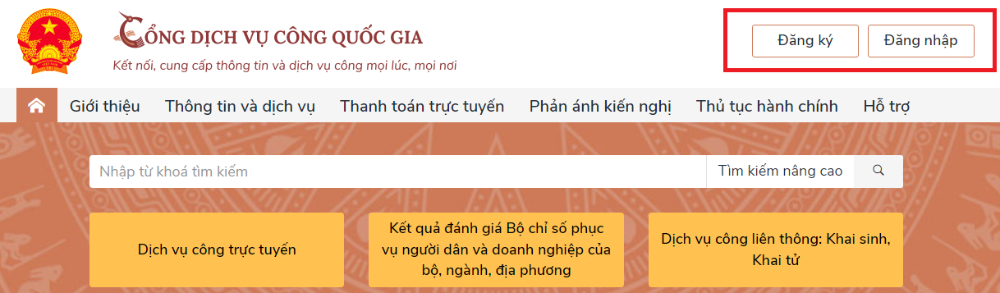 CỔNG DỊCH VỤ CÔNG QUỐC GIA
Kết nối, cung cấp thông tin và dịch vụ công mọi lúc, mọi nơi
Đăng ký
Đăng nhập
Giới thiệu
Thông tin và dịch vụ
Thanh toán trực tuyến
Phản ánh kiến nghị
Thủ tục hành chính
Hỗ trợ
Nhập từ khoá tìm kiếm
Tìm kiếm nâng cao
Dịch vụ công trực tuyến
Kết quả đánh giá Bộ chỉ số phục
vụ người dân và doanh nghiệp của
bộ, ngành, địa phương
Dịch vụ công liên thông: Khai sinh,
Khai tử